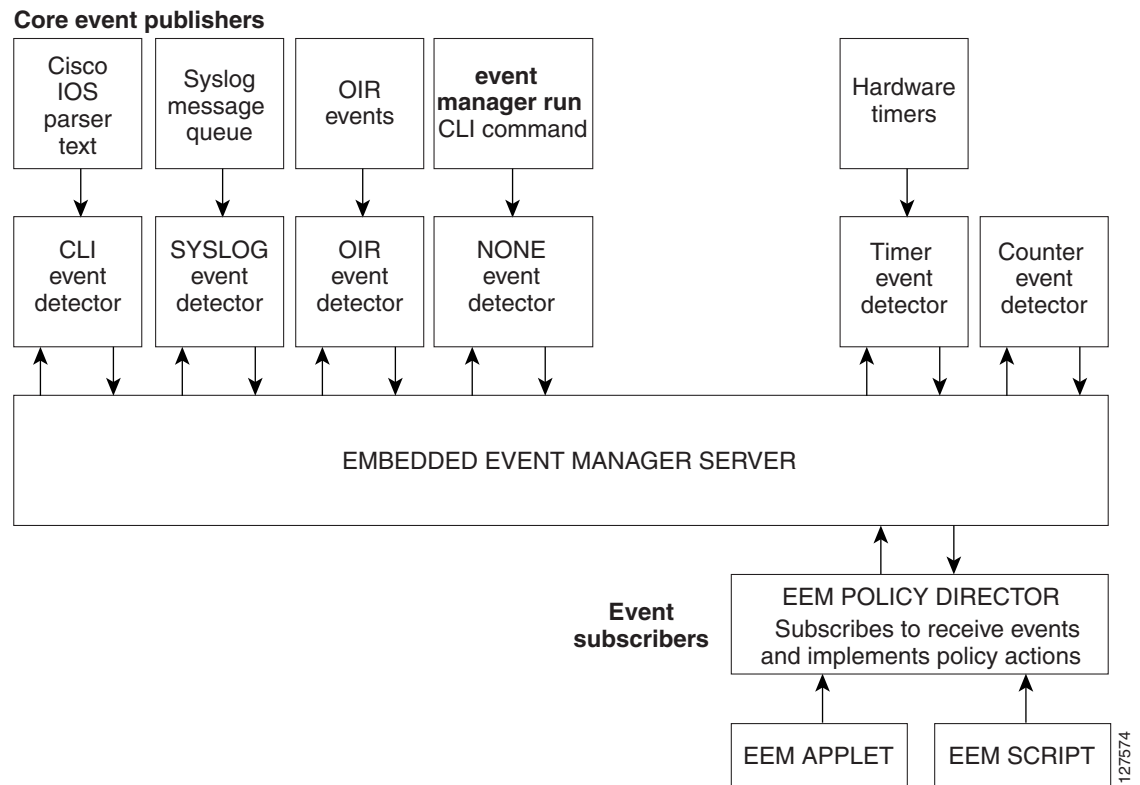 Core event publishers
Cisco
IOS
parser
text
Syslog
message
queue
OIR
events
event
manager run
CLI command
Hardware
timers
CLI
event
detector
SYSLOG
event
detector
OIR
event
detector
NONE
event
detector
Timer
event
detector
Counter
event
detector
EMBEDDED EVENT MANAGER SERVER
Event
subscribers
EEM POLICY DIRECTOR
Subscribes to receive events
and implements policy actions
EEM APPLET
EEM SCRIPT
127574